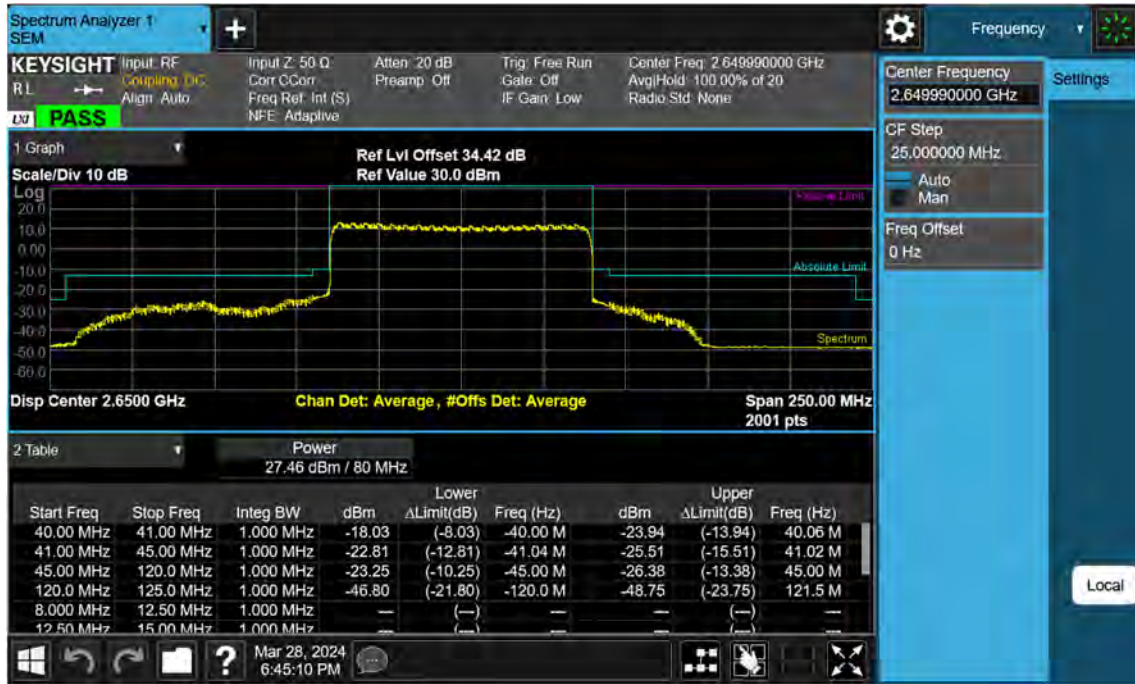 Spectrum Analyzer 1
SEM
Frequency
KEYSIGHT
Input: RF
Input Z: 50 Ω
Atten: 20 dB
Trig: Free Run
Center Freq: 2.649990000 GHz
RL
Coupling: DC
Corr CCorr
Preamp: Off
Gate: Off
Avg|Hold: 100.00% of 20
Align: Auto
Freq Ref: Int (S)
IF Gain: Low
Radio Std: None
NFE: Adaptive
LXI
PASS
Center Frequency
2.649990000 GHz
Settings
CF Step
25.000000 MHz
Auto
Man
Freq Offset
0 Hz
Local
1 Graph
Ref Lvl Offset 34.42 dB
Scale/Div 10 dB
Ref Value 30.0 dBm
Log
20.0
Relative Limit
10.0
0.00
-10.0
Absolute Limit
-20.0
-30.0
-40.0
Spectrum
-50.0
-60.0
Disp Center 2.6500 GHz
Chan Det: Average, #Offs Det: Average
Span 250.00 MHz
2001 pts
2 Table
Power
27.46 dBm / 80 MHz
Lower
Upper
Start Freq Stop Freq Integ BW dBm ΔLimit(dB) Freq (Hz) dBm ΔLimit(dB) Freq (Hz)
40.00 MHz 41.00 MHz 1.000 MHz -18.03 (-8.03) -40.00 M -23.94 (-13.94) 40.06 M
41.00 MHz 45.00 MHz 1.000 MHz -22.81 (-12.81) -41.04 M -25.51 (-15.51) 41.02 M
45.00 MHz 120.0 MHz 1.000 MHz -23.25 (-10.25) -45.00 M -26.38 (-13.38) 45.00 M
120.0 MHz 125.0 MHz 1.000 MHz -46.80 (-21.80) -120.0 M -48.75 (-23.75) 121.5 M
8.000 MHz 12.50 MHz 1.000 MHz --- (---) --- --- (---) ---
12.50 MHz 15.00 MHz 1.000 MHz --- (---) --- --- (---) ---
?
Mar 28, 2024
6:45:10 PM